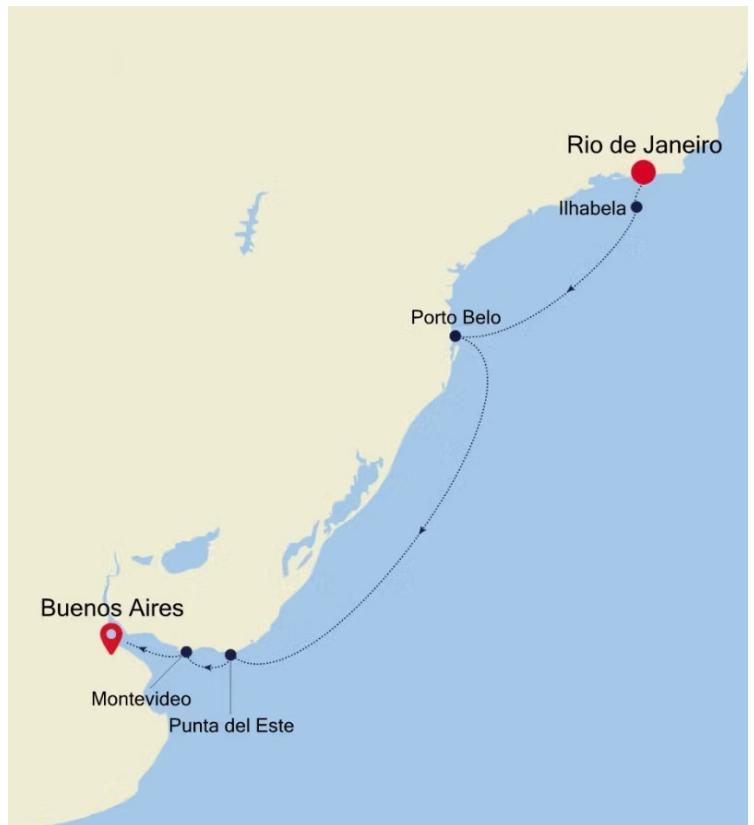 Rio de Janeiro
Ilhabela
Porto Belo
Buenos Aires
Montevideo
Punta del Este